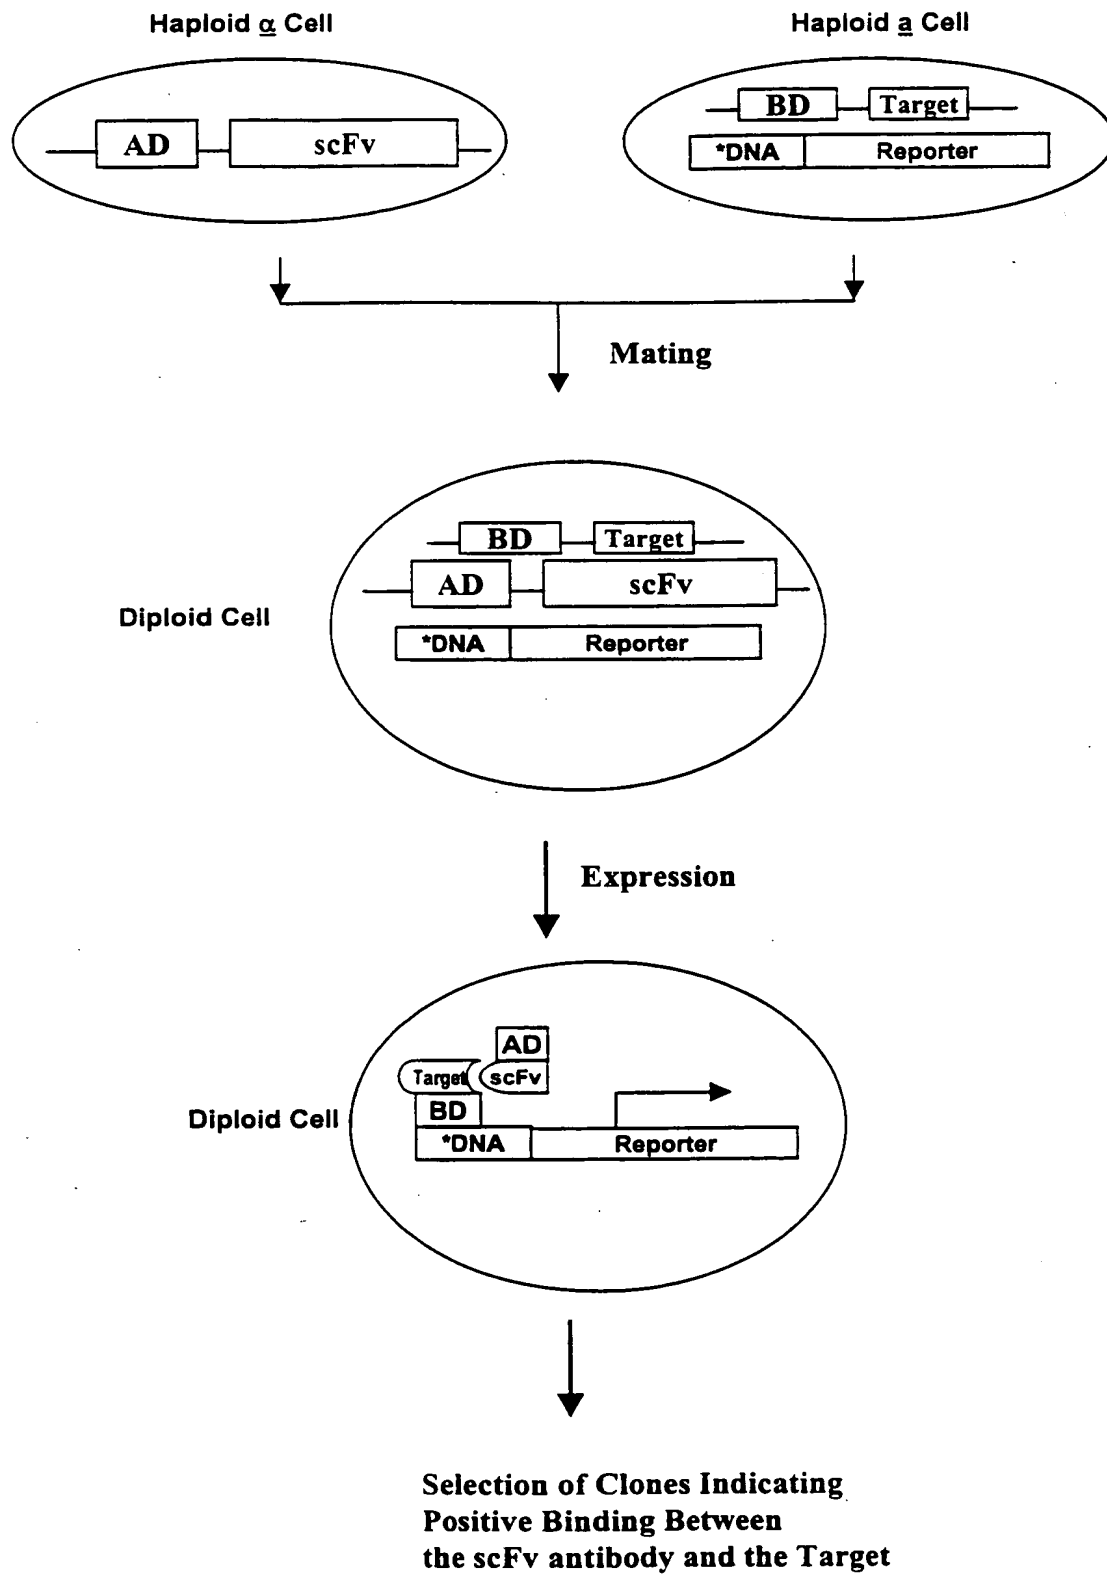 Haploid α Cell
Haploid a Cell
AD
scFv
BD
Target
*DNA
Reporter
Mating
BD
Target
AD
scFv
*DNA
Reporter
Diploid Cell
Expression
AD
Target
scFv
BD
*DNA
Reporter
Diploid Cell
Selection of Clones Indicating
Positive Binding Between
the scFv antibody and the Target